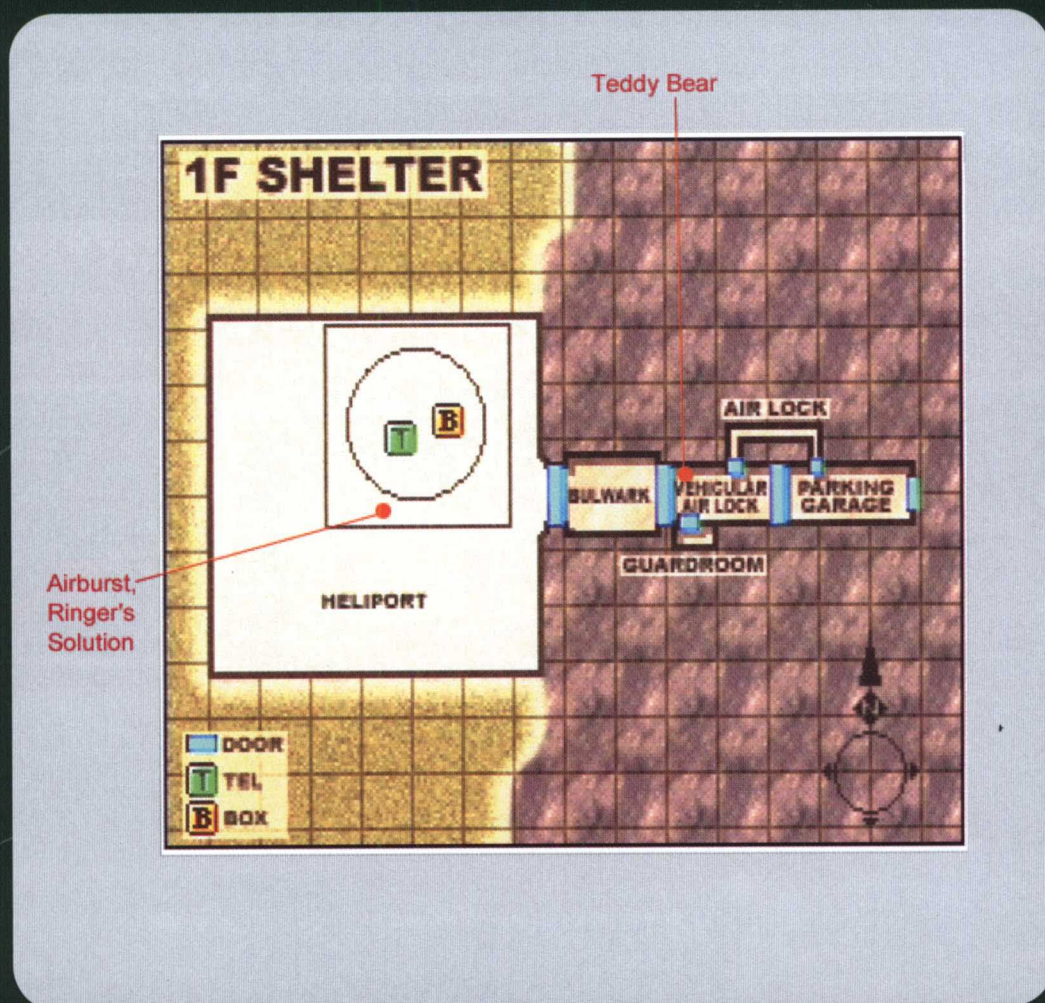 Teddy Bear
1F SHELTER
AIR LOCK
T
B
BULWARK
VEHICULAR
AIR LOCK
PARKING
GARAGE
GUARDROOM
Airburst,
Ringer's
Solution
HELIPORT
N
DOOR
T TEL
B BOX